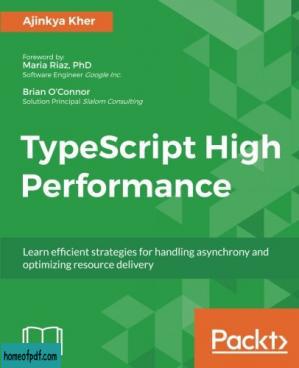 Ajinkya Kher
Foreword by:
Maria Riaz, PhD
Software Engineer Google Inc.
Brian O'Connor
Solution Principal Slalom Consulting
TypeScript High
Performance
Learn efficient strategies for handling asynchrony and
optimizing resource delivery
Packt>
homeofpdf.com